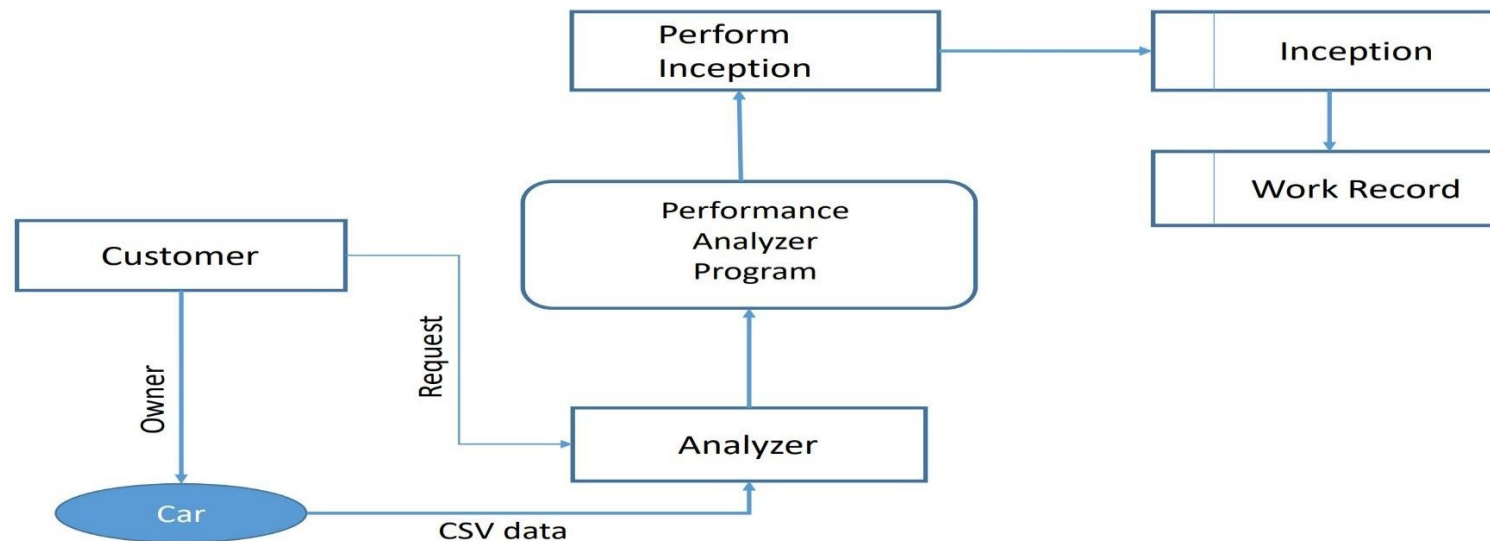 Perform
Inception
Inception
Work Record
Performance
Analyzer
Program
Customer
Owner
Request
Analyzer
Car
CSV data